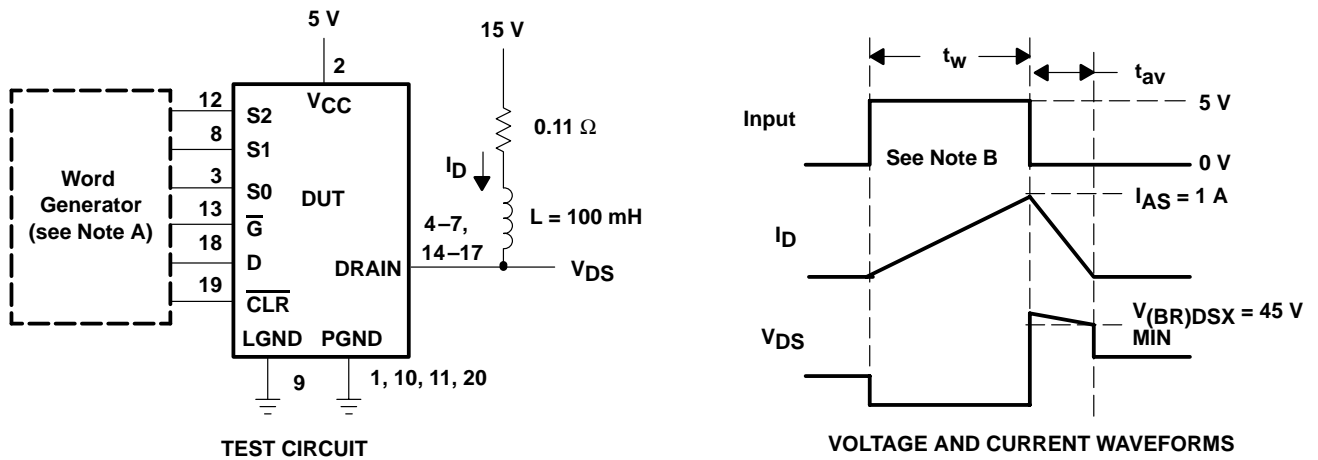 5 V
15 V
2
VCC
12
S2
8
S1
3
S0
13
G
18
D
19
CLR
Word
Generator
(see Note A)
DUT
DRAIN
4–7,
14–17
0.11 Ω
ID
L = 100 mH
VDS
LGND
PGND
9
1, 10, 11, 20
TEST CIRCUIT
tw
tav
Input
5 V
See Note B
0 V
IAS = 1 A
ID
V(BR)DSX = 45 V
MIN
VDS
VOLTAGE AND CURRENT WAVEFORMS